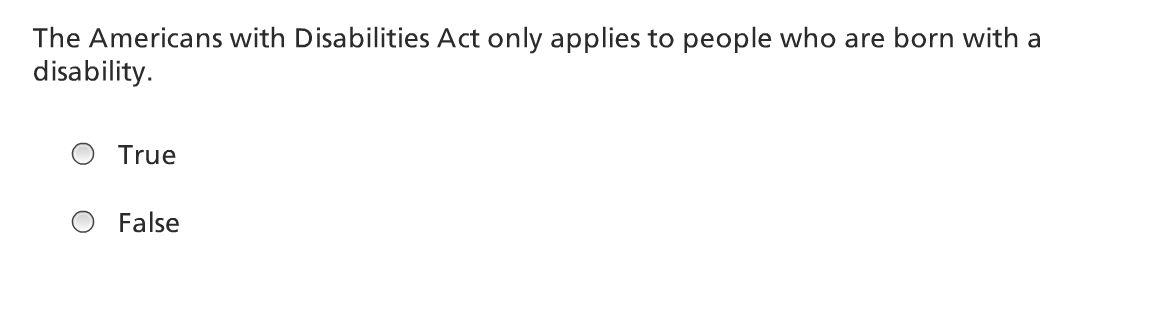 The Americans with Disabilities Act only applies to people who are born with a
disability.
True
False